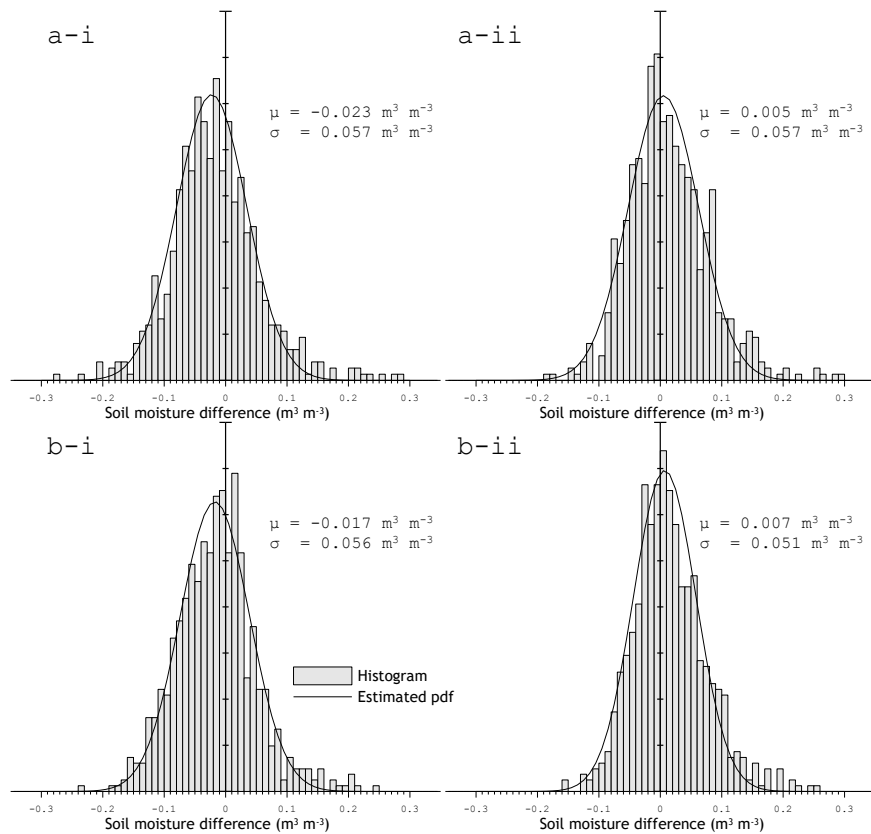 a-i
μ = -0.023 m³ m⁻³
σ = 0.057 m³ m⁻³
-0.3 -0.2 -0.1 0 0.1 0.2 0.3
Soil moisture difference (m³ m⁻³)
a-ii
μ = 0.005 m³ m⁻³
σ = 0.057 m³ m⁻³
-0.3 -0.2 -0.1 0 0.1 0.2 0.3
Soil moisture difference (m³ m⁻³)
b-i
μ = -0.017 m³ m⁻³
σ = 0.056 m³ m⁻³
Histogram
Estimated pdf
-0.3 -0.2 -0.1 0 0.1 0.2 0.3
Soil moisture difference (m³ m⁻³)
b-ii
μ = 0.007 m³ m⁻³
σ = 0.051 m³ m⁻³
-0.3 -0.2 -0.1 0 0.1 0.2 0.3
Soil moisture difference (m³ m⁻³)